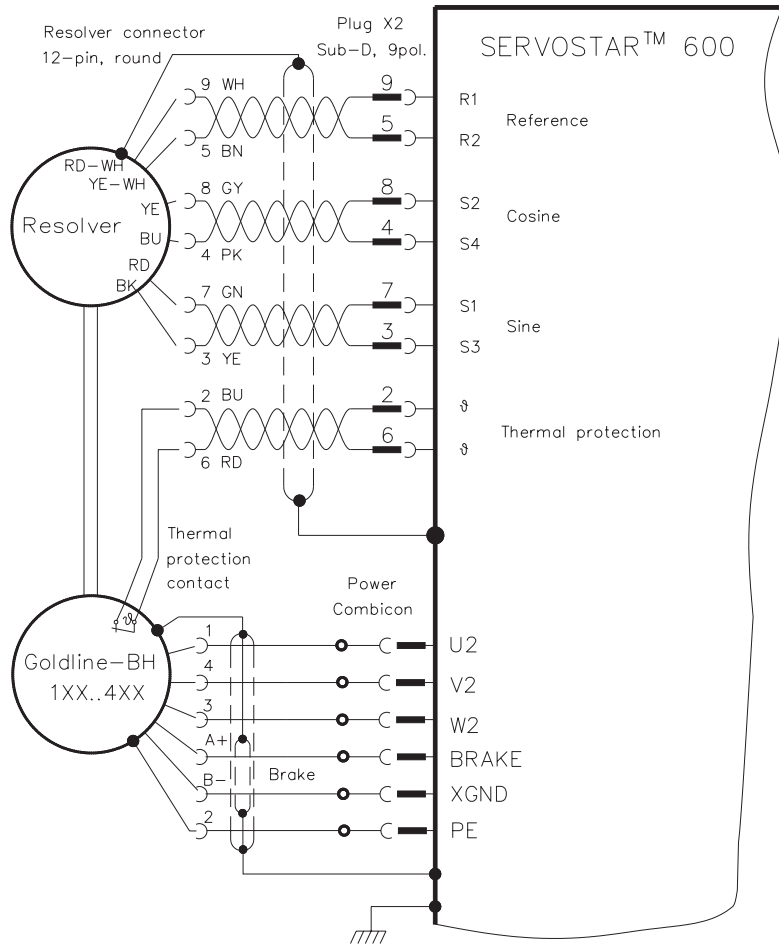 Resolver connector
12-pin, round
Plug X2
Sub-D, 9pol.
SERVOSTAR™ 600
9 WH
9
R1
Reference
5 BN
5
R2
RD-WH
YE-WH
YE
Resolver
BU
RD
BK
8 GY
8
S2
Cosine
4 PK
4
S4
7 GN
7
S1
Sine
3 YE
3
S3
2 BU
2
ϑ
Thermal protection
6 RD
6
ϑ
Thermal
protection
contact
Power
Combicon
ϑ
Goldline-BH
1XX..4XX
1
U2
4
V2
3
W2
A+
BRAKE
B-
Brake
XGND
2
PE